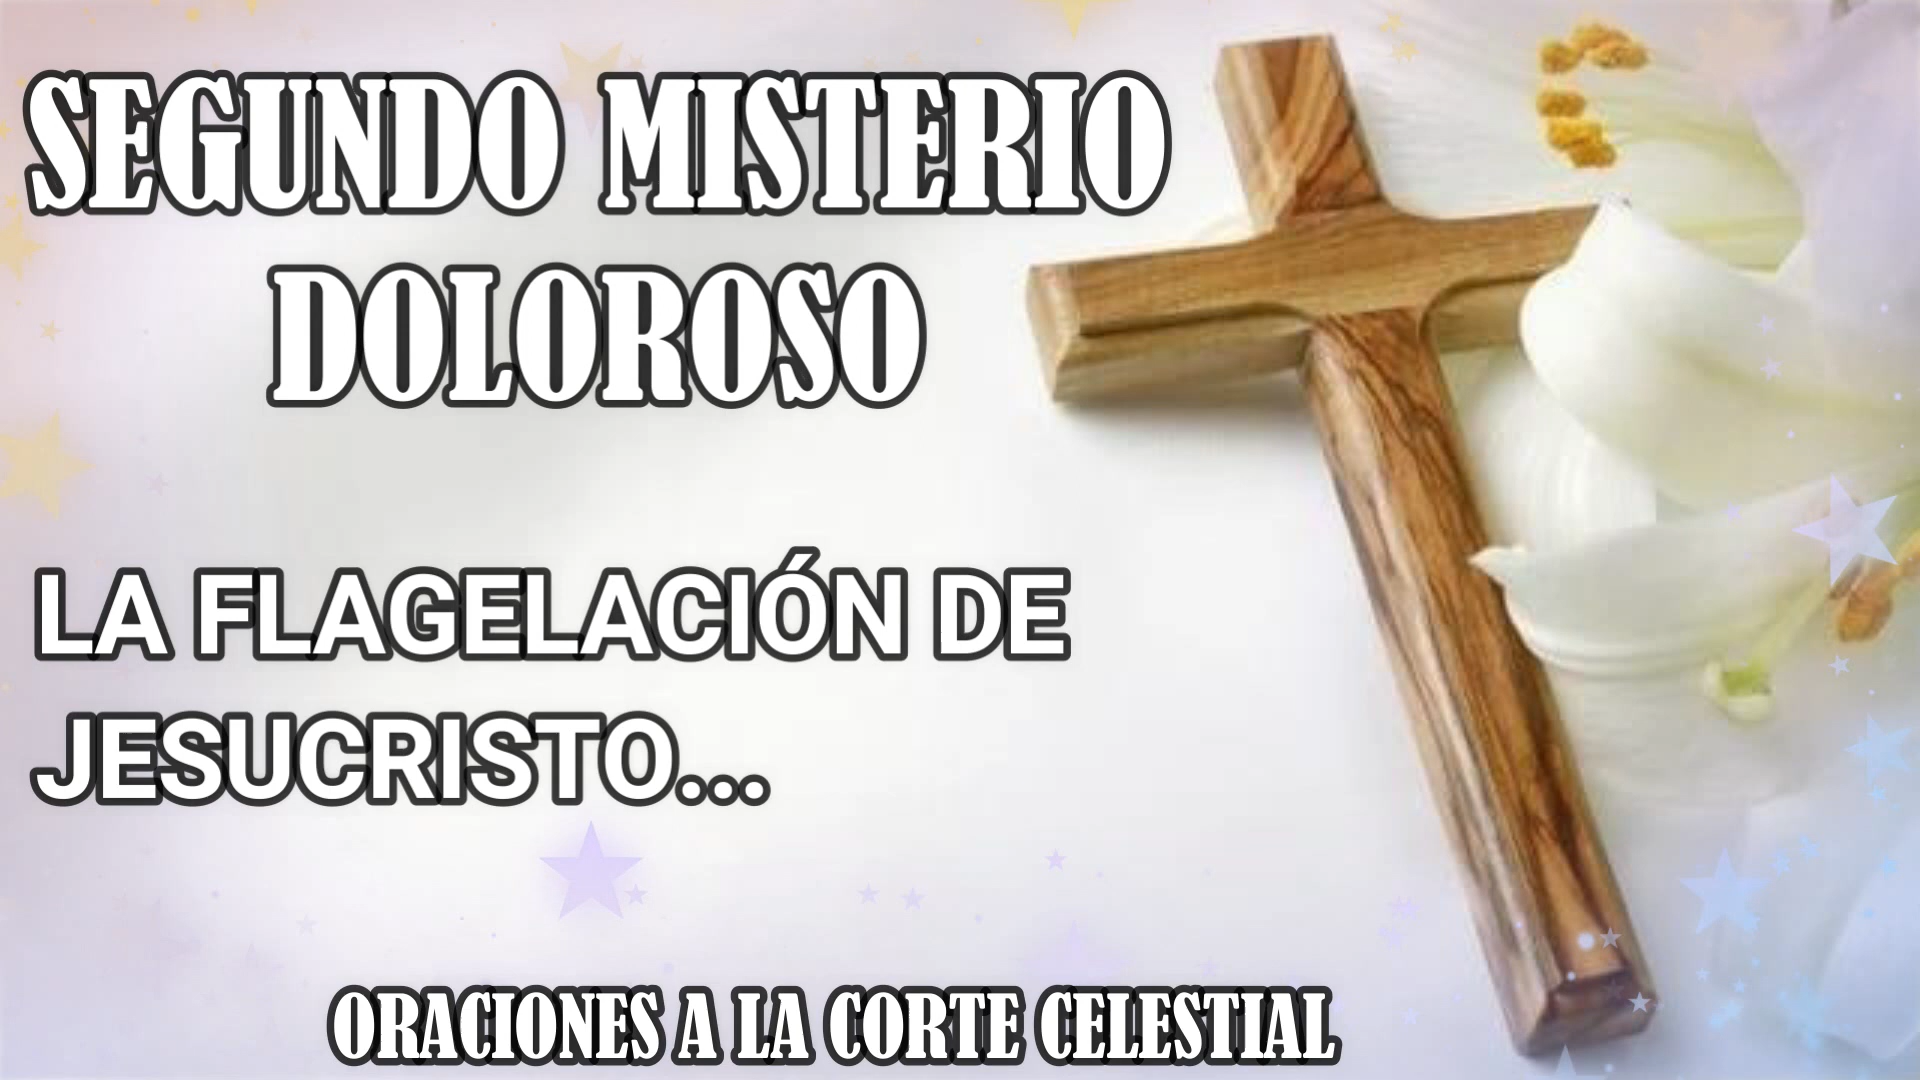 SEGUNDO MISTERIO
DOLOROSO
LA FLAGELACIÓN DE
JESUCRISTO...
ORACIONES A LA CORTE CELESTIAL